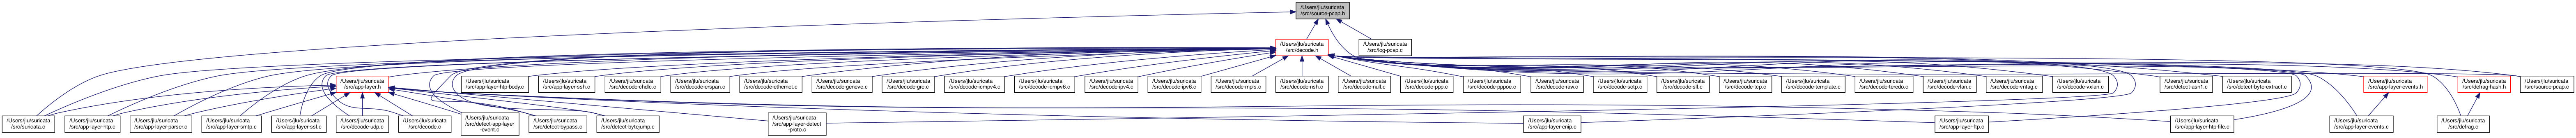 /Users/jlu/suricata
/src/source-pcap.h
/Users/jlu/suricata
/src/decode.h
/Users/jlu/suricata
/src/log-pcap.c
/Users/jlu/suricata
/src/app-layer.h
/Users/jlu/suricata
/src/app-layer-htp-body.c
/Users/jlu/suricata
/src/app-layer-ssh.c
/Users/jlu/suricata
/src/decode-chdlc.c
/Users/jlu/suricata
/src/decode-erspan.c
/Users/jlu/suricata
/src/decode-ethernet.c
/Users/jlu/suricata
/src/decode-geneve.c
/Users/jlu/suricata
/src/decode-gre.c
/Users/jlu/suricata
/src/decode-icmpv4.c
/Users/jlu/suricata
/src/decode-icmpv6.c
/Users/jlu/suricata
/src/decode-ipv4.c
/Users/jlu/suricata
/src/decode-ipv6.c
/Users/jlu/suricata
/src/decode-mpls.c
/Users/jlu/suricata
/src/decode-nsh.c
/Users/jlu/suricata
/src/decode-null.c
/Users/jlu/suricata
/src/decode-ppp.c
/Users/jlu/suricata
/src/decode-pppoe.c
/Users/jlu/suricata
/src/decode-raw.c
/Users/jlu/suricata
/src/decode-sctp.c
/Users/jlu/suricata
/src/decode-sll.c
/Users/jlu/suricata
/src/decode-tcp.c
/Users/jlu/suricata
/src/decode-template.c
/Users/jlu/suricata
/src/decode-teredo.c
/Users/jlu/suricata
/src/decode-vlan.c
/Users/jlu/suricata
/src/decode-vntag.c
/Users/jlu/suricata
/src/decode-vxlan.c
/Users/jlu/suricata
/src/detect-asn1.c
/Users/jlu/suricata
/src/detect-byte-extract.c
/Users/jlu/suricata
/src/app-layer-events.h
/Users/jlu/suricata
/src/defrag-hash.h
/Users/jlu/suricata
/src/source-pcap.c
/Users/jlu/suricata
/src/suricata.c
/Users/jlu/suricata
/src/app-layer-htp.c
/Users/jlu/suricata
/src/app-layer-parser.c
/Users/jlu/suricata
/src/app-layer-smtp.c
/Users/jlu/suricata
/src/app-layer-ssl.c
/Users/jlu/suricata
/src/decode-udp.c
/Users/jlu/suricata
/src/decode.c
/Users/jlu/suricata
/src/detect-app-layer
-event.c
/Users/jlu/suricata
/src/detect-bypass.c
/Users/jlu/suricata
/src/detect-bytejump.c
/Users/jlu/suricata
/src/app-layer-detect
-proto.c
/Users/jlu/suricata
/src/app-layer-enip.c
/Users/jlu/suricata
/src/app-layer-ftp.c
/Users/jlu/suricata
/src/app-layer-htp-file.c
/Users/jlu/suricata
/src/app-layer-events.c
/Users/jlu/suricata
/src/defrag.c